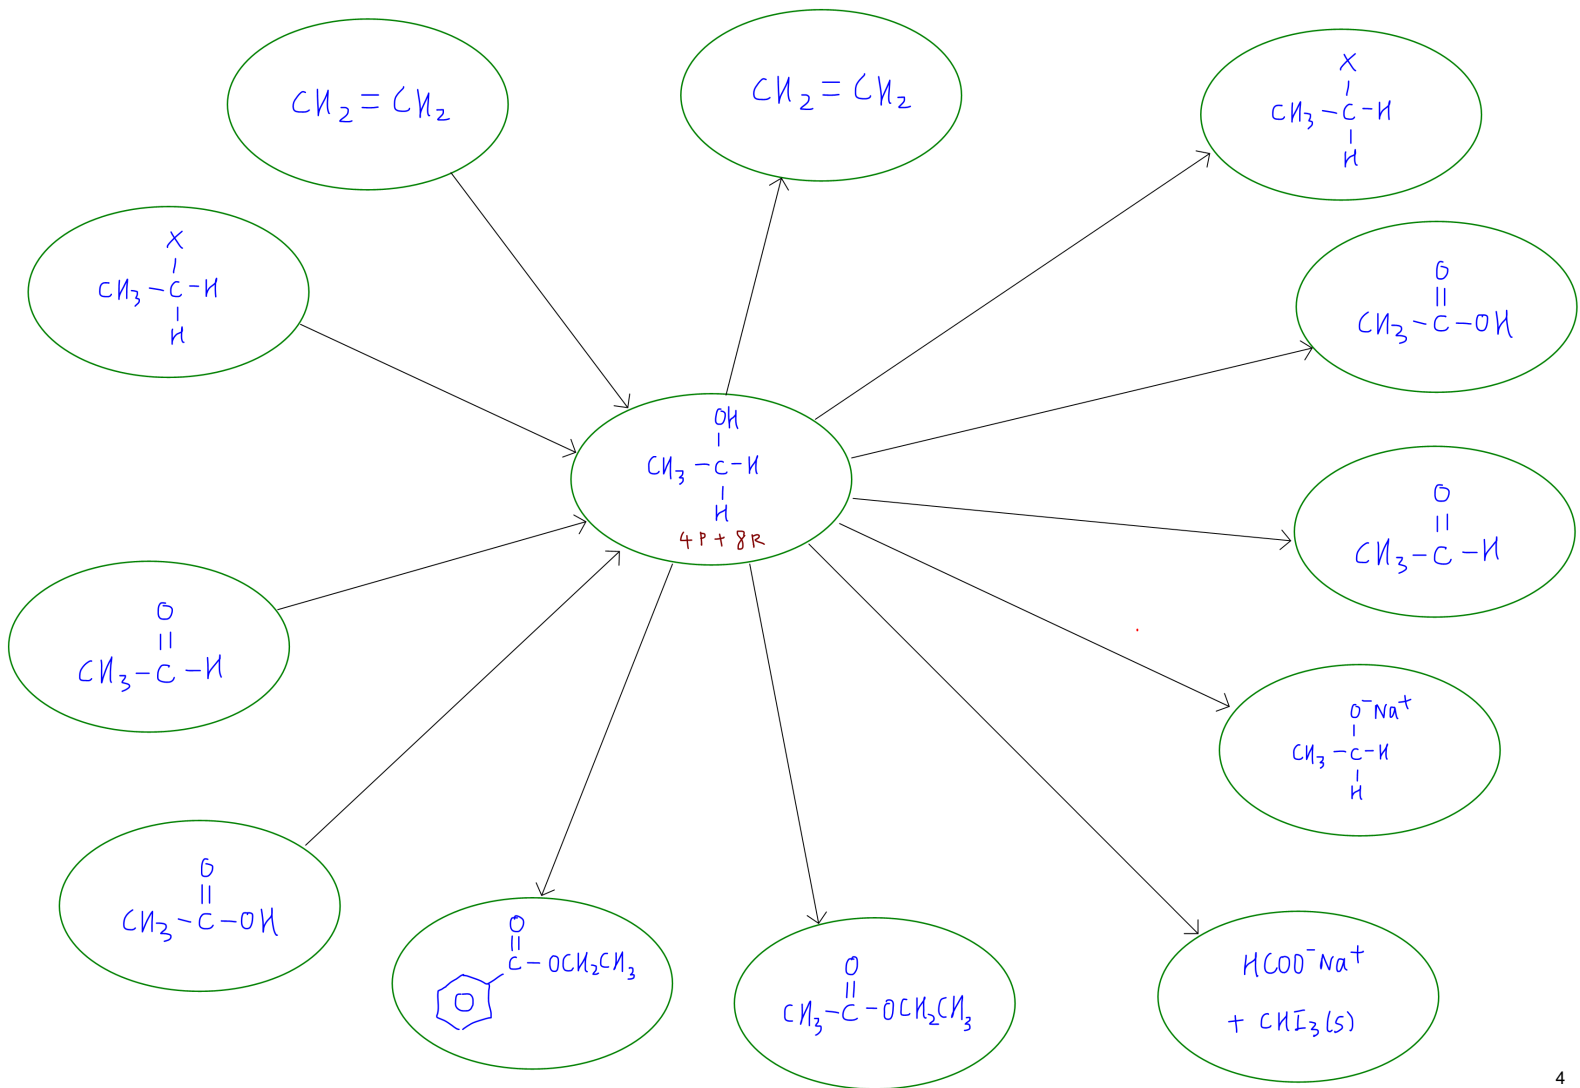 CH2=CH2
CH2=CH2
X
CH3-C-H
H
X
CH3-C-H
H
O
CH3-C-OH
OH
CH3-C-H
H
4P+8R
O
CH3-C-H
O
CH3-C-H
O⁻Na⁺
CH3-C-H
H
O
CH3-C-OH
O
C-OCH2CH3
O
CH3-C-OCH2CH3
HCOO⁻Na⁺
+ CHI3(s)
4